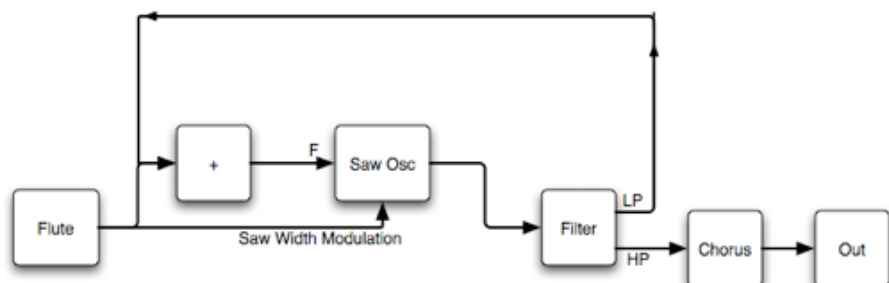 +
F
Saw Osc
Flute
Saw Width Modulation
Filter
LP
HP
Chorus
Out